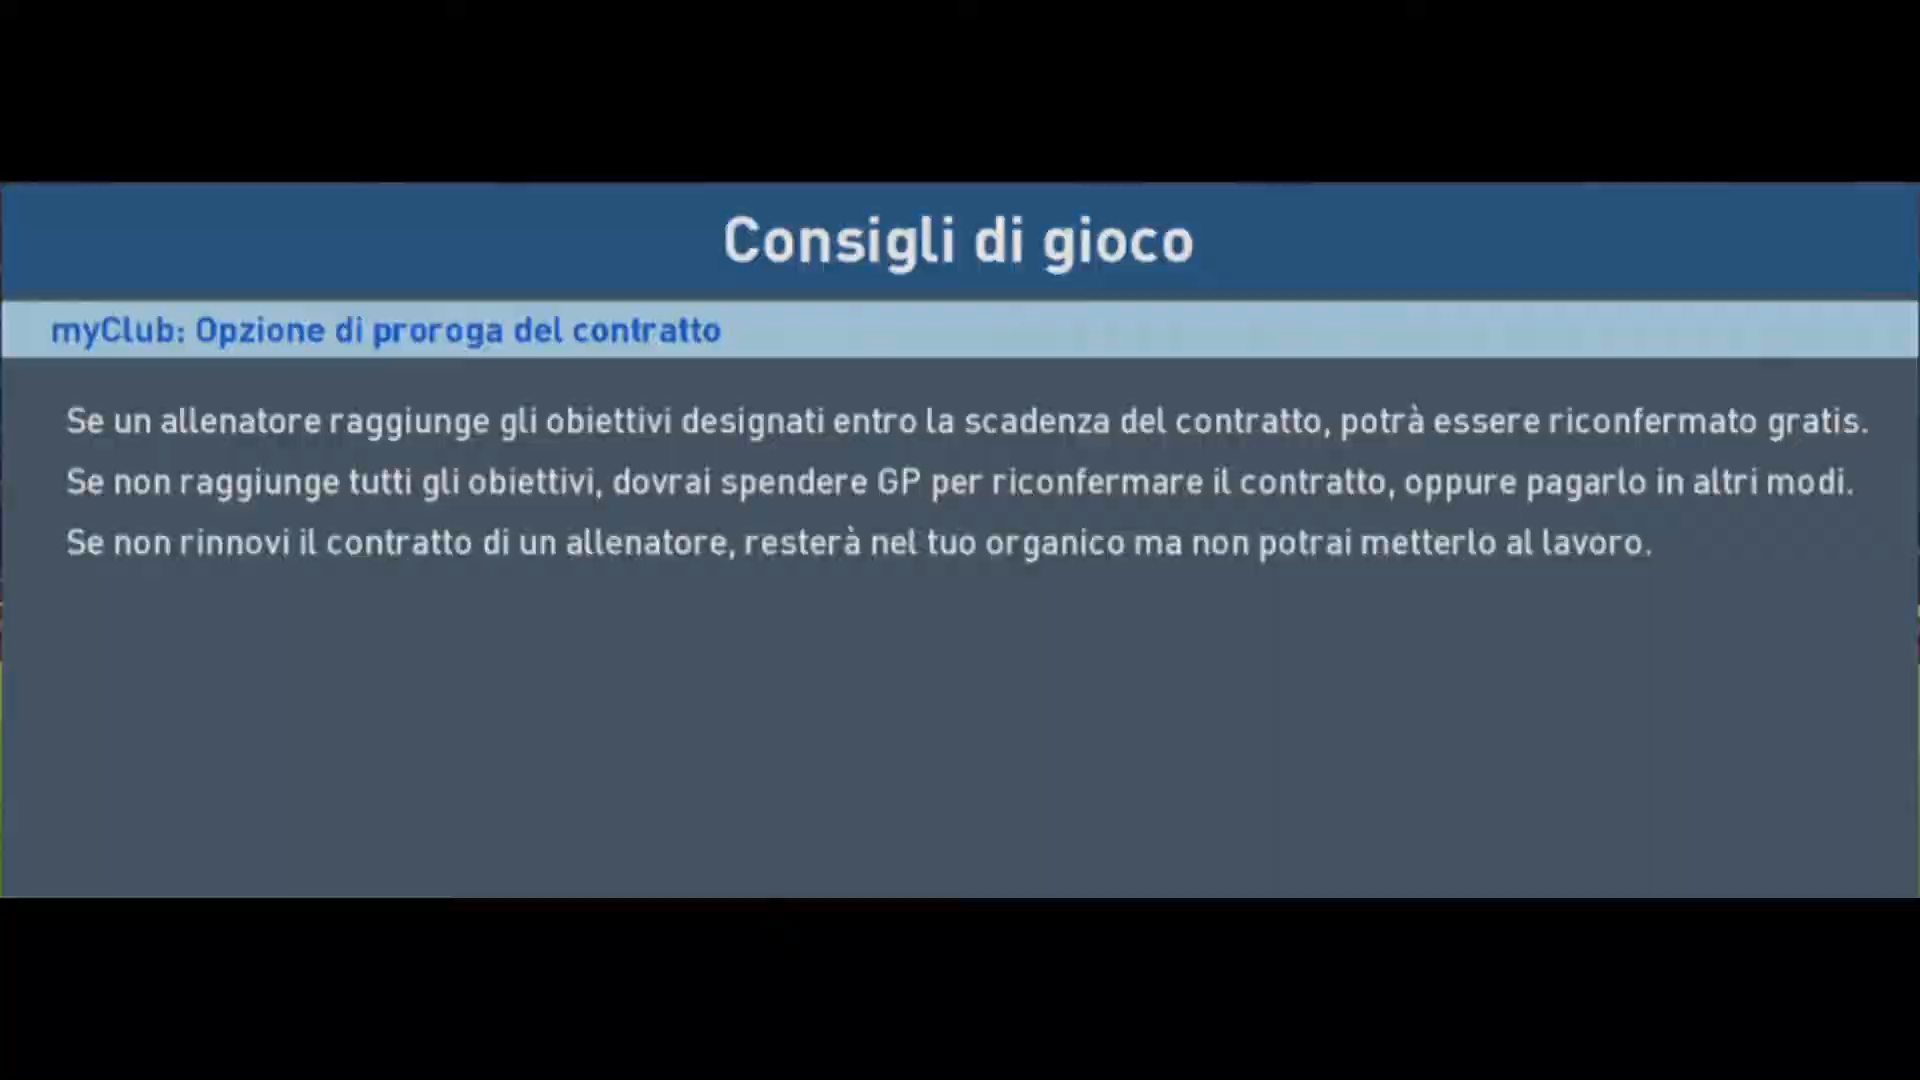 Consigli di gioco
myClub: Opzione di proroga del contratto
Se un allenatore raggiunge gli obiettivi designati entro la scadenza del contratto, potrà essere riconfermato gratis.
Se non raggiunge tutti gli obiettivi, dovrai spendere GP per riconfermare il contratto, oppure pagarlo in altri modi.
Se non rinnovi il contratto di un allenatore, resterà nel tuo organico ma non potrai metterlo al lavoro.